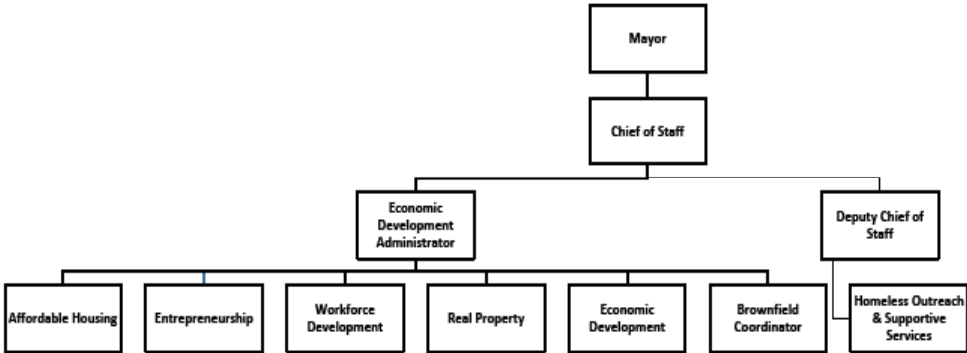 Mayor
Chief of Staff
Economic
Development
Administrator
Deputy Chief of
Staff
Affordable Housing
Entrepreneurship
Workforce
Development
Real Property
Economic
Development
Brownfield
Coordinator
Homeless Outreach
& Supportive
Services